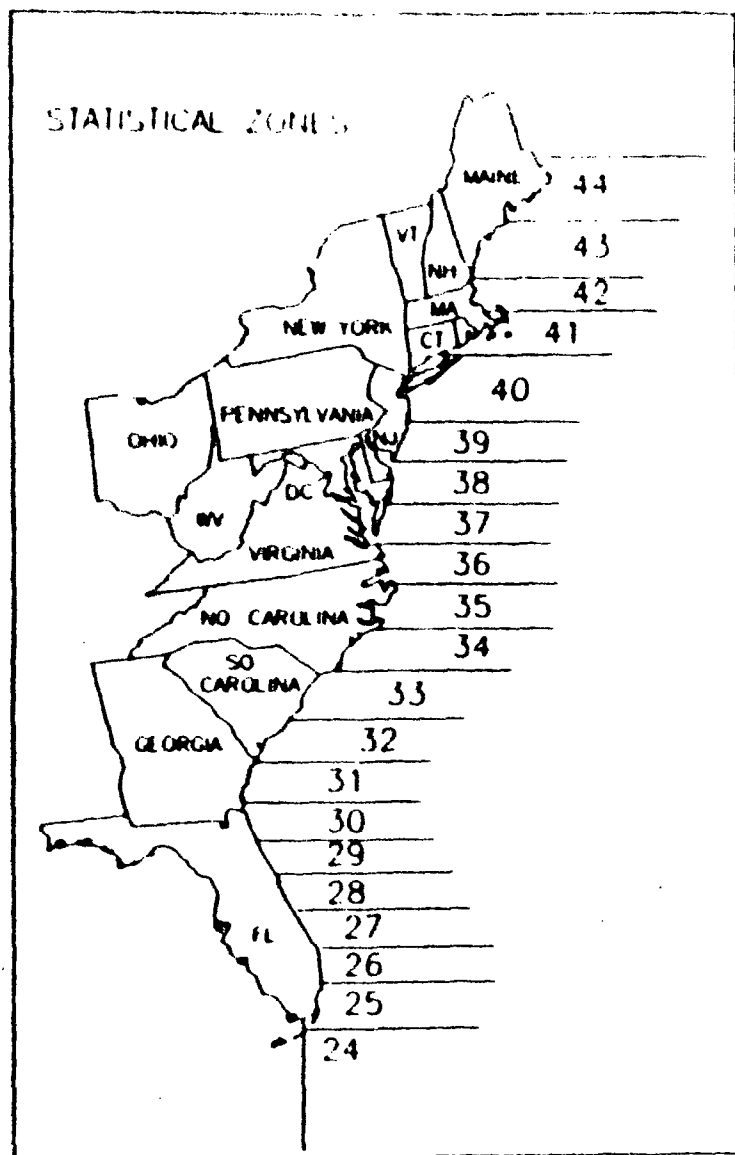 STATISTICAL ZONES
MAINE
44
VT
43
NH
42
MA
NEW YORK
41
CT
40
PENNSYLVANIA
OHIO
NJ
39
38
DC
WV
37
VIRGINIA
36
NO CAROLINA
35
34
SO
CAROLINA
33
GEORGIA
32
31
30
29
28
27
FL
26
25
24